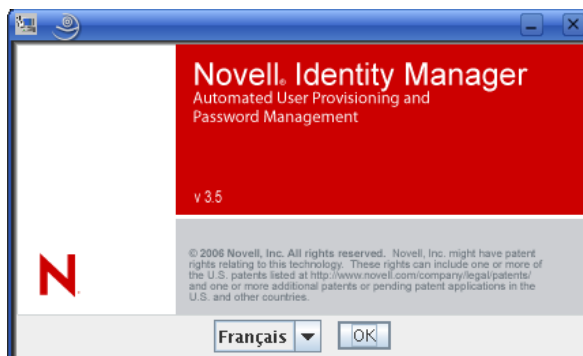 Novell® Identity Manager
Automated User Provisioning and
Password Management
v 3.5
© 2006 Novell, Inc. All rights reserved. Novell, Inc. might have patent
rights relating to this technology. These rights can include one or more of
the U.S. patents listed at http://www.novell.com/company/legal/patents/
and one or more additional patents or pending patent applications in the
U.S. and other countries.
N
Français
OK